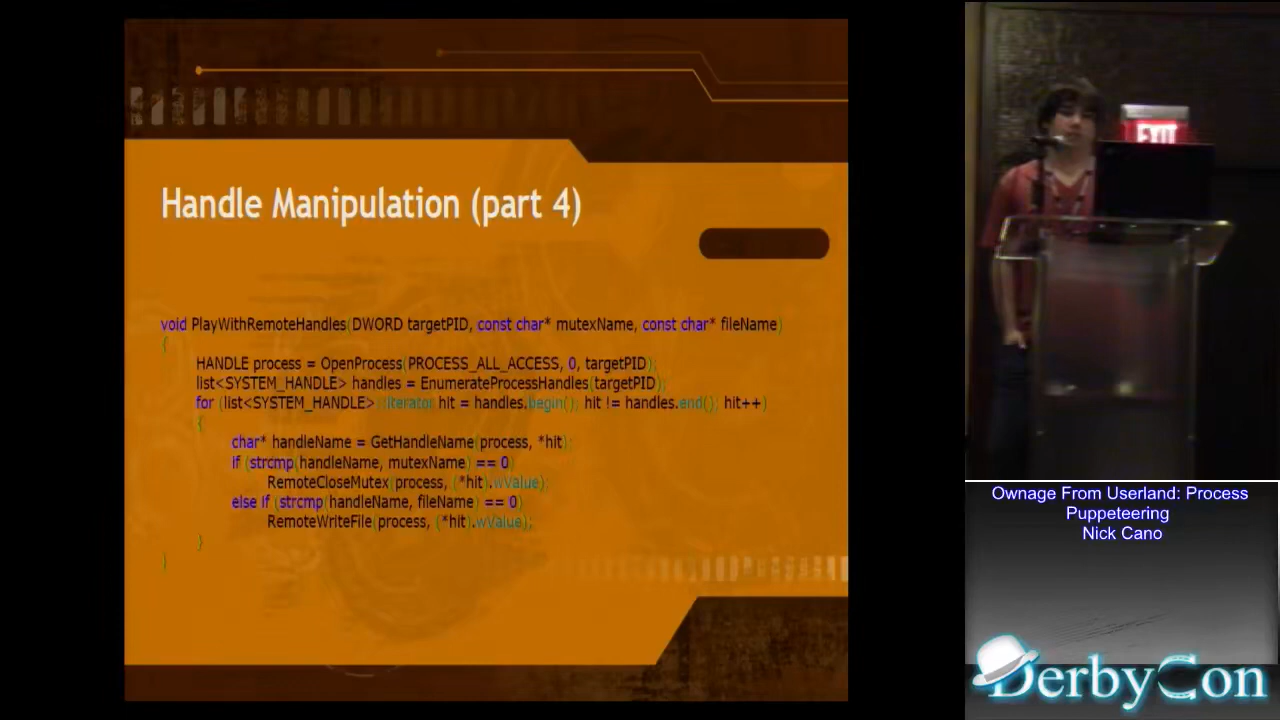 Handle Manipulation (part 4)
void PlayWithRemoteHandles(DWORD targetPID, const char* mutexName, const char* fileName)
{
HANDLE process = OpenProcess(PROCESS_ALL_ACCESS, 0, targetPID);
list<SYSTEM_HANDLE> handles = EnumerateProcessHandles(targetPID);
for (list<SYSTEM_HANDLE>::iterator hit = handles.begin(); hit != handles.end(); hit++)
{
char* handleName = GetHandleName(process, *hit);
if (strcmp(handleName, mutexName) == 0)
RemoteCloseMutex(process, (*hit).wValue);
else if (strcmp(handleName, fileName) == 0)
RemoteWriteFile(process, (*hit).wValue);
}
}
EXIT
Ownage From Userland: Process
Puppeteering
Nick Cano
DerbyCon